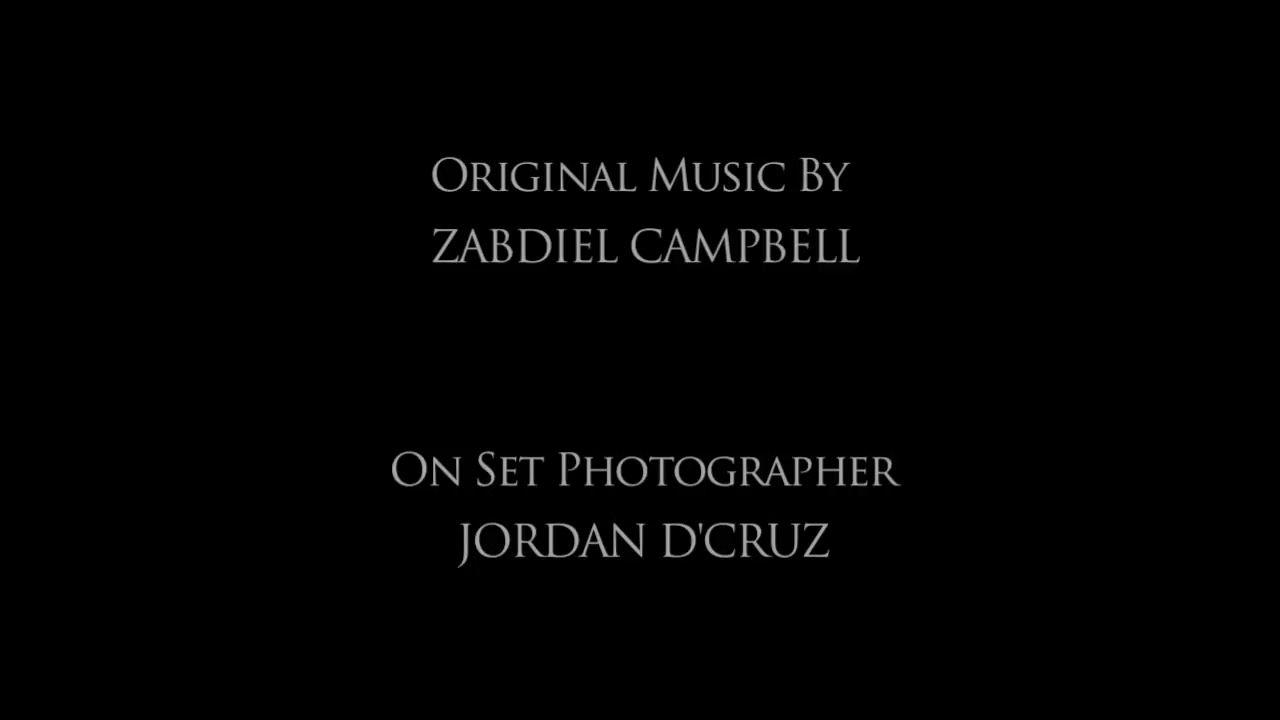 Original Music By
ZABDIEL CAMPBELL
On Set Photographer
JORDAN D'CRUZ